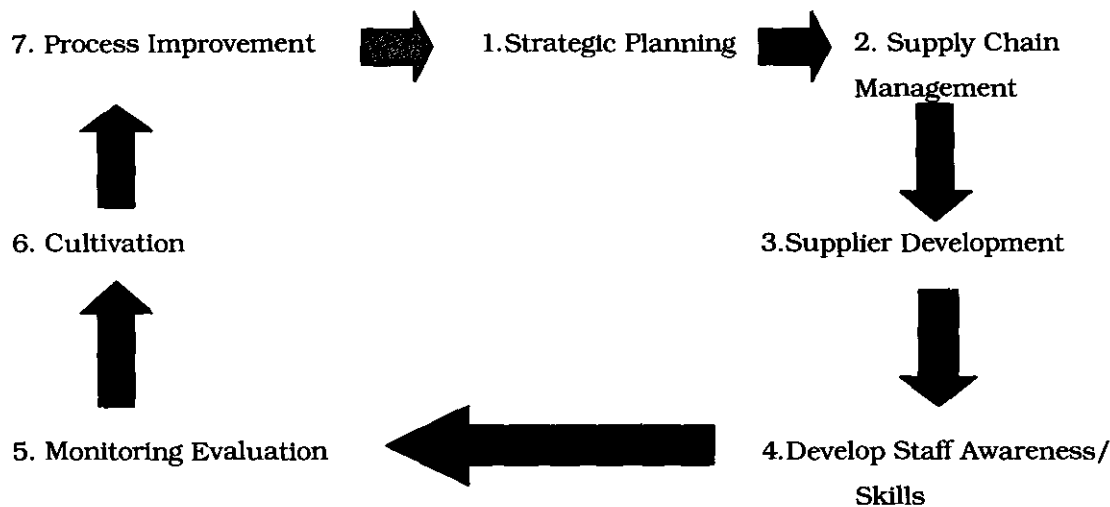 7. Process Improvement
1.Strategic Planning
2. Supply Chain
Management
6. Cultivation
3.Supplier Development
5. Monitoring Evaluation
4.Develop Staff Awareness/
Skills